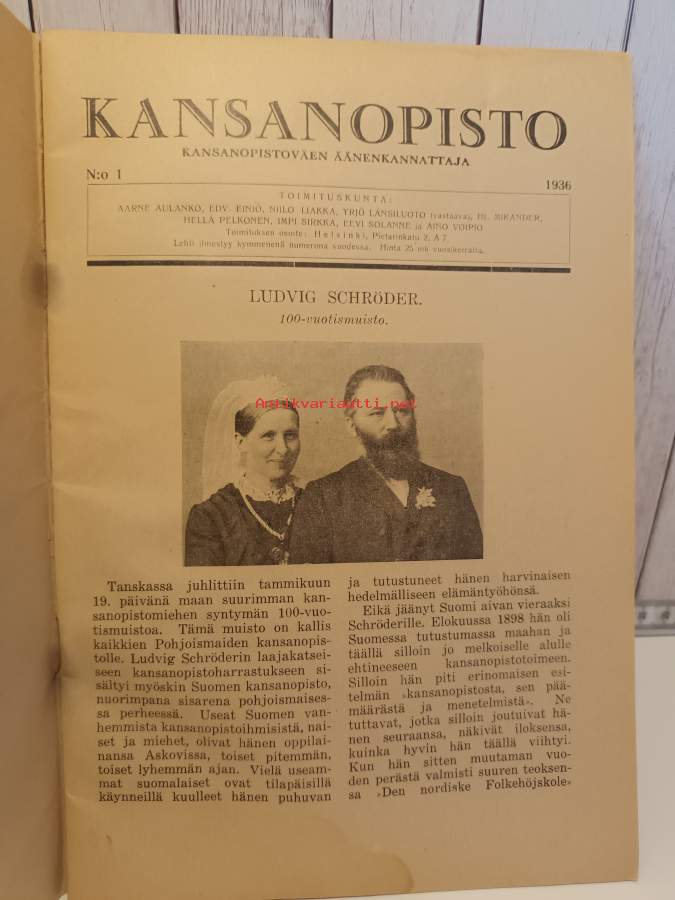 KANSANOPISTO
KANSANOPISTOVÄEN ÄÄNENKANNATTAJA
N:o 1
1936
TOIMITUSKUNTA:
AARNE AULANKO, EDV. EINIÖ, NIILO LIAKKA, YRJÖ LÄNSILUOTO (vastaava), HJ. MIKANDER,
HELLÄ PELKONEN, IMPI SIRKKA, EEVI SOLANNE ja AINO VOIPIO
Toimituksen osoite: Helsinki, Pietarinkatu 2, A 7
Lehti ilmestyy kymmenenä numerona vuodessa. Hinta 25 mk vuosikerralta.
LUDVIG SCHRöDER.
100-vuotismuisto.
Antikvariaatti.net
Tanskassa juhlittiin tammikuun
19. päivänä maan suurimman kan-
sanopistomiehen syntymän 100-vuo-
tismuistoa. Tämä muisto on kallis
kaikkien Pohjoismaiden kansanopis-
tolle. Ludvig Schröderin laajakatsei-
seen kansanopistoharrastukseen si-
sältyi myöskin Suomen kansanopisto,
nuorimpana sisarena pohjoismaises-
sa perheessä. Useat Suomen van-
hemmista kansanopistoihmisistä, nai-
set ja miehet, olivat hänen oppilai-
nansa Askovissa, toiset pitemmän,
toiset lyhemmän ajan. Vielä useam-
mat suomalaiset ovat tilapäisillä
käynneillä kuulleet hänen puhuvan
ja tutustuneet hänen harvinaisen
hedelmälliseen elämäntyöhönsä.
Eikä jäänyt Suomi aivan vieraaksi
Schröderille. Elokuussa 1898 hän oli
Suomessa tutustumassa maahan ja
täällä silloin jo melkoiselle alulle
ehtineeseen kansanopistotoimeen.
Silloin hän piti erinomaisen esi-
telmän »kansanopistosta, sen pää-
määrästä ja menetelmistä». Ne
tuttavat, jotka silloin joutuivat hä-
nen seuraansa, näkivät iloksensa,
kuinka hyvin hän täällä viihtyi.
Kun hän sitten muutaman vuo-
den perästä valmisti suuren teoksen-
sa »Den nordiske Folkehöjskole»